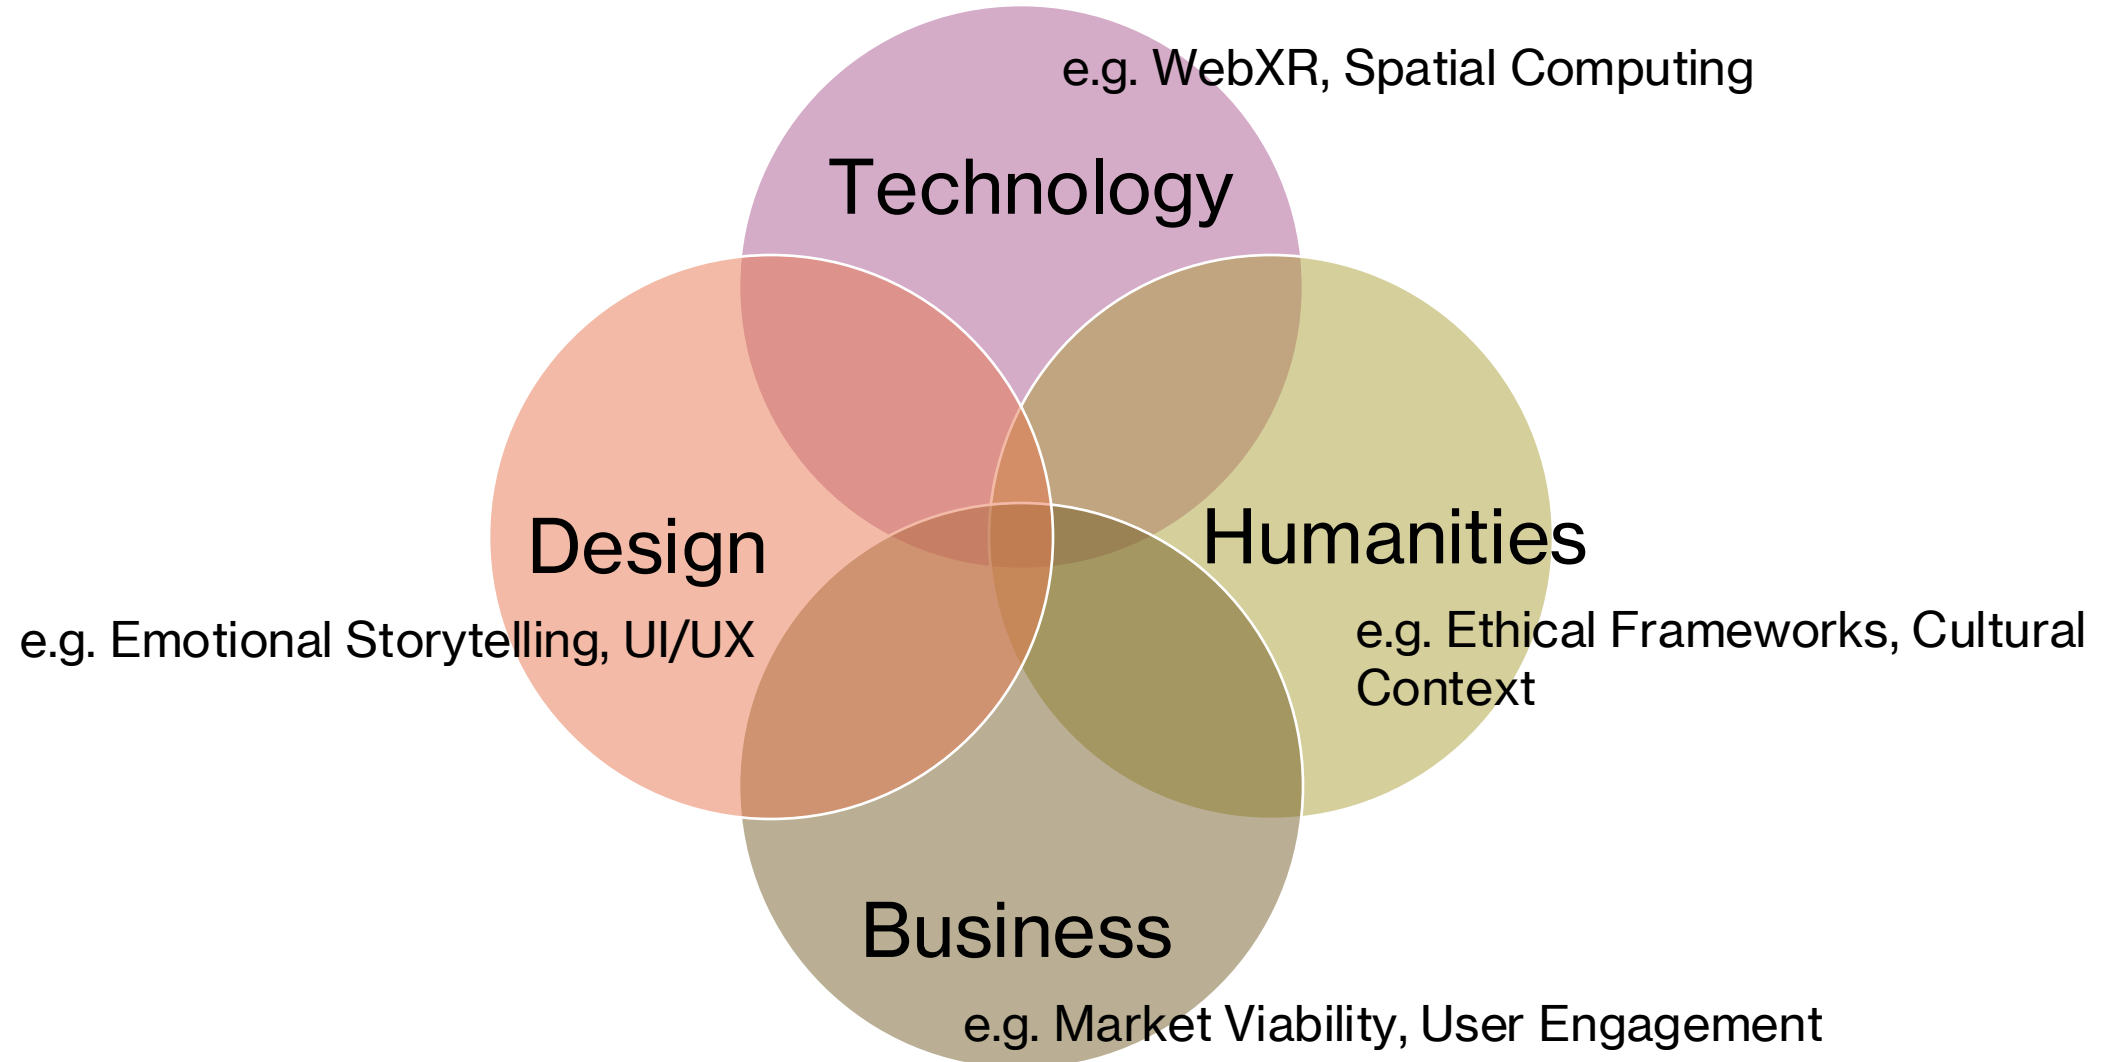 e.g. WebXR, Spatial Computing
Technology
Design
e.g. Emotional Storytelling, UI/UX
Humanities
e.g. Ethical Frameworks, Cultural
Context
Business
e.g. Market Viability, User Engagement